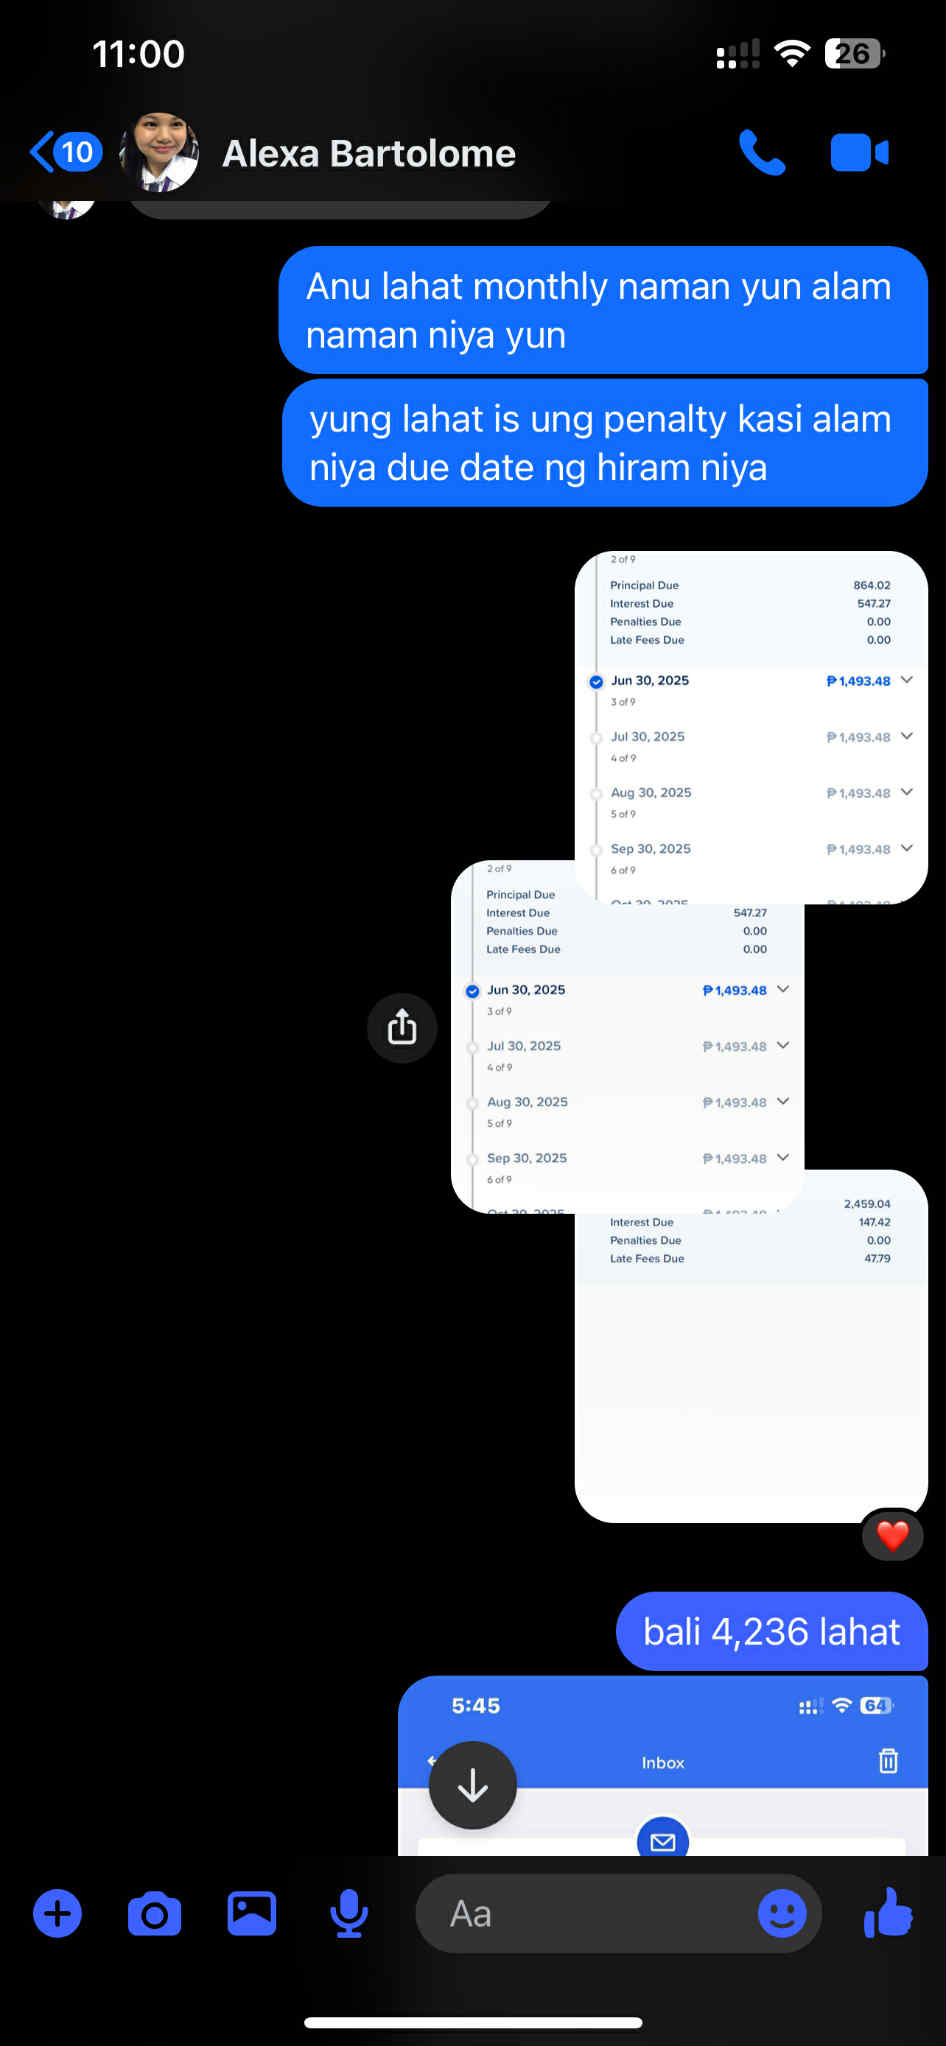 11:00
26
10
Alexa Bartolome
Anu lahat monthly naman yun alam
naman niya yun
yung lahat is ung penalty kasi alam
niya due date ng hiram niya
2 of 9
Principal Due 864.02
Interest Due 547.27
Penalties Due 0.00
Late Fees Due 0.00
Jun 30, 2025 ₱1,493.48
3 of 9
Jul 30, 2025 ₱1,493.48
4 of 9
Aug 30, 2025 ₱1,493.48
5 of 9
Sep 30, 2025 ₱1,493.48
6 of 9
2 of 9
Principal Due
Interest Due 547.27
Penalties Due 0.00
Late Fees Due 0.00
Jun 30, 2025 ₱1,493.48
3 of 9
Jul 30, 2025 ₱1,493.48
4 of 9
Aug 30, 2025 ₱1,493.48
5 of 9
Sep 30, 2025 ₱1,493.48
6 of 9
2,459.04
Interest Due 147.42
Penalties Due 0.00
Late Fees Due 47.79
bali 4,236 lahat
5:45
64
Inbox
Aa